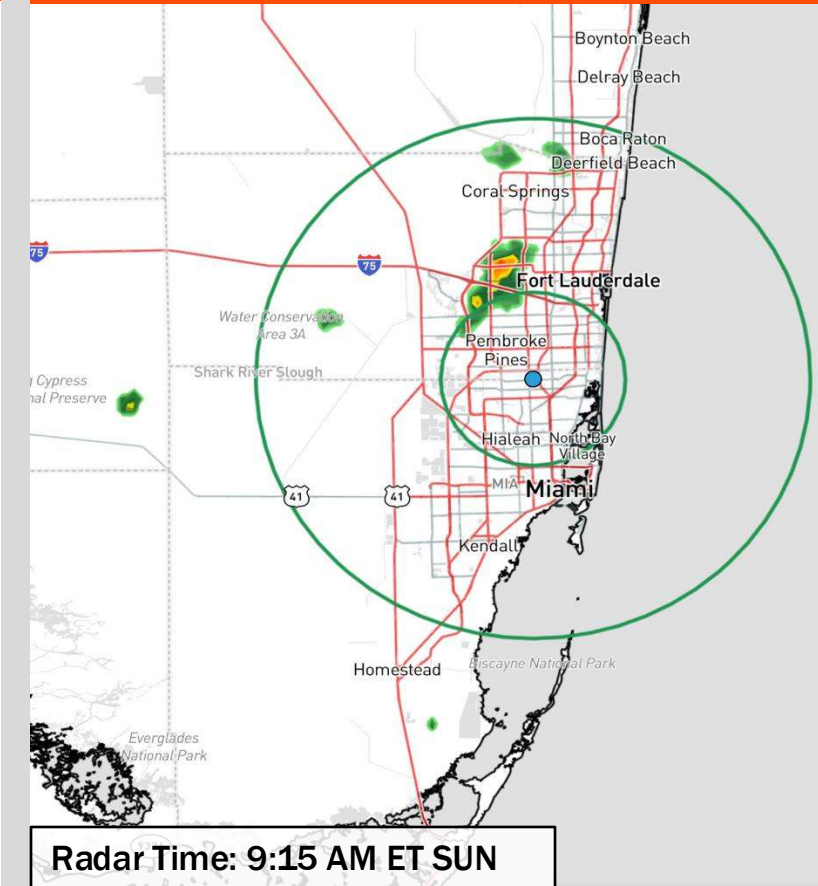 Boynton Beach
Delray Beach
Boca Raton
Deerfield Beach
Coral Springs
75
75
Fort Lauderdale
Water Conservation
Area 3A
Pembroke
Pines
Shark River Slough
Cypress
nal Preserve
Hialeah
North Bay
Village
MIA
Miami
41
41
Kendall
Homestead
Biscayne National Park
Everglades
National Park
Radar Time: 9:15 AM ET SUN